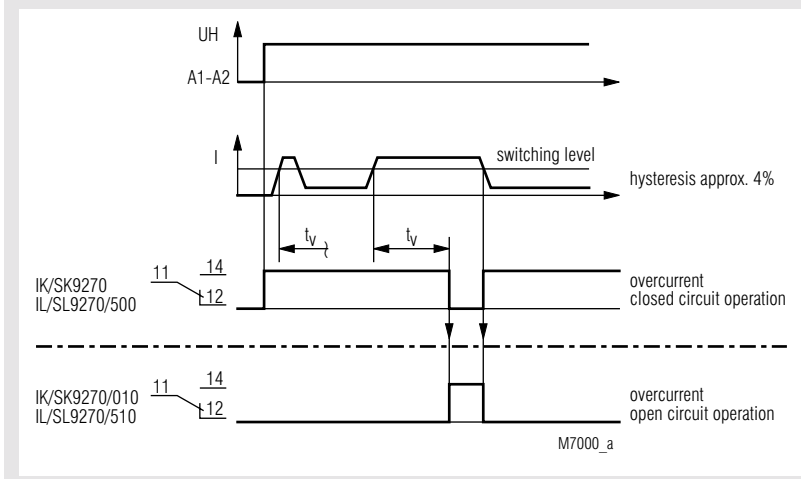 UH
A1-A2
I
switching level
hysteresis approx. 4%
tv
tv
IK/SK9270
IL/SL9270/500
11
14
12
overcurrent
closed circuit operation
IK/SK9270/010
IL/SL9270/510
11
14
12
overcurrent
open circuit operation
M7000_a